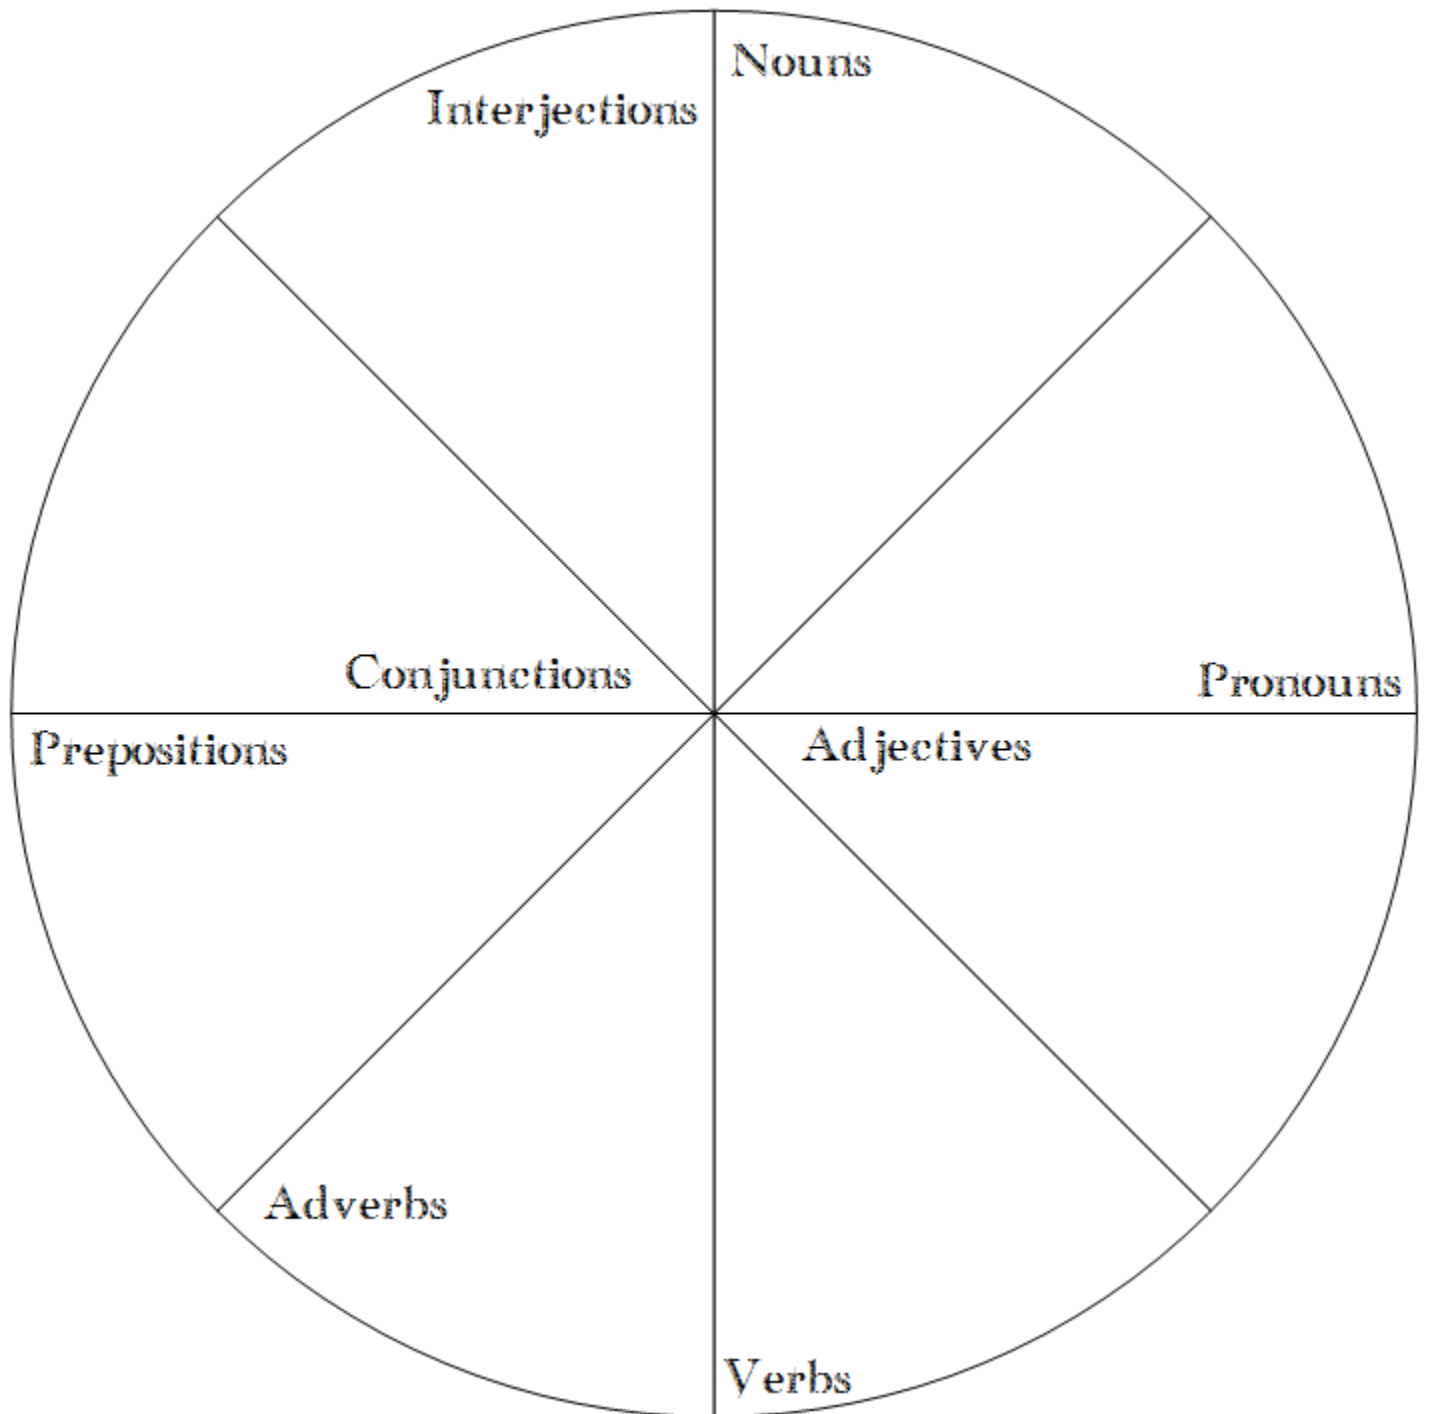 Nouns
Interjections
Conjunctions
Pronouns
Prepositions
Adjectives
Adverbs
Verbs